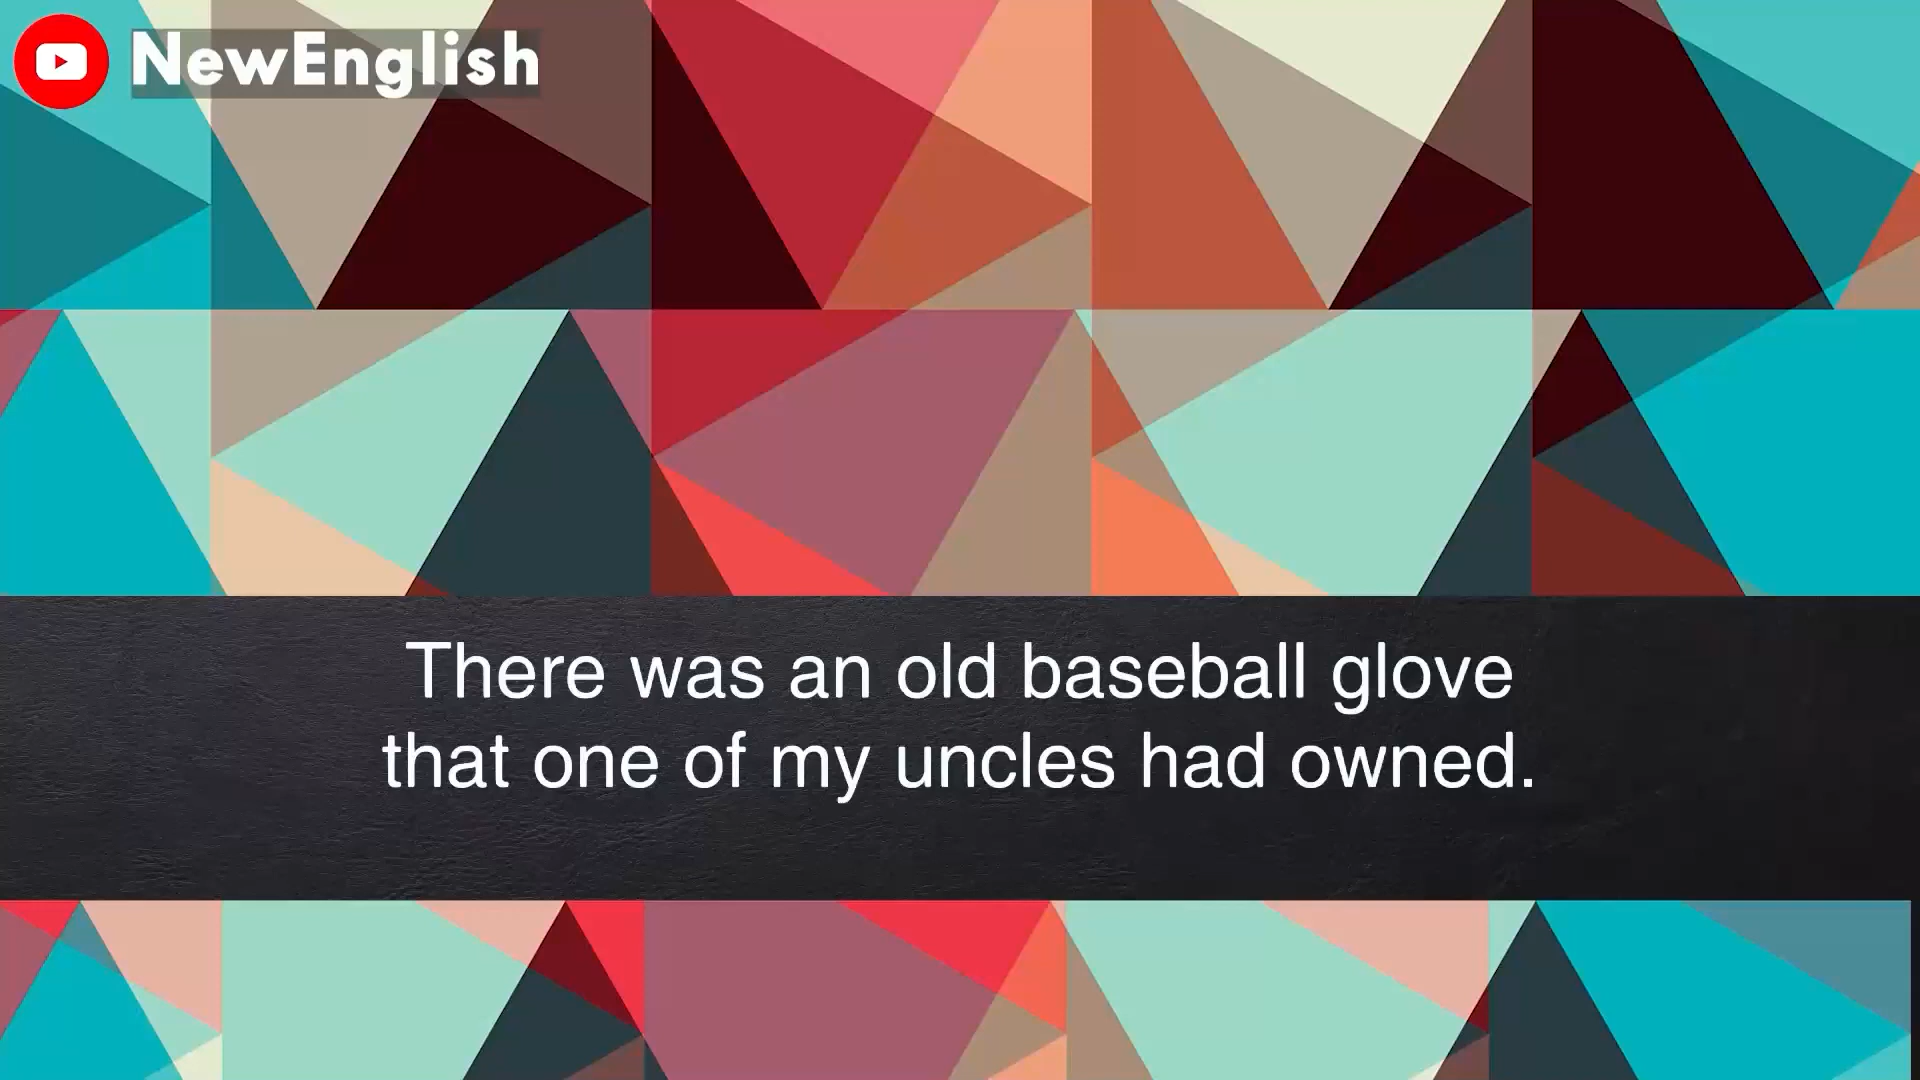 NewEnglish
There was an old baseball glove
that one of my uncles had owned.